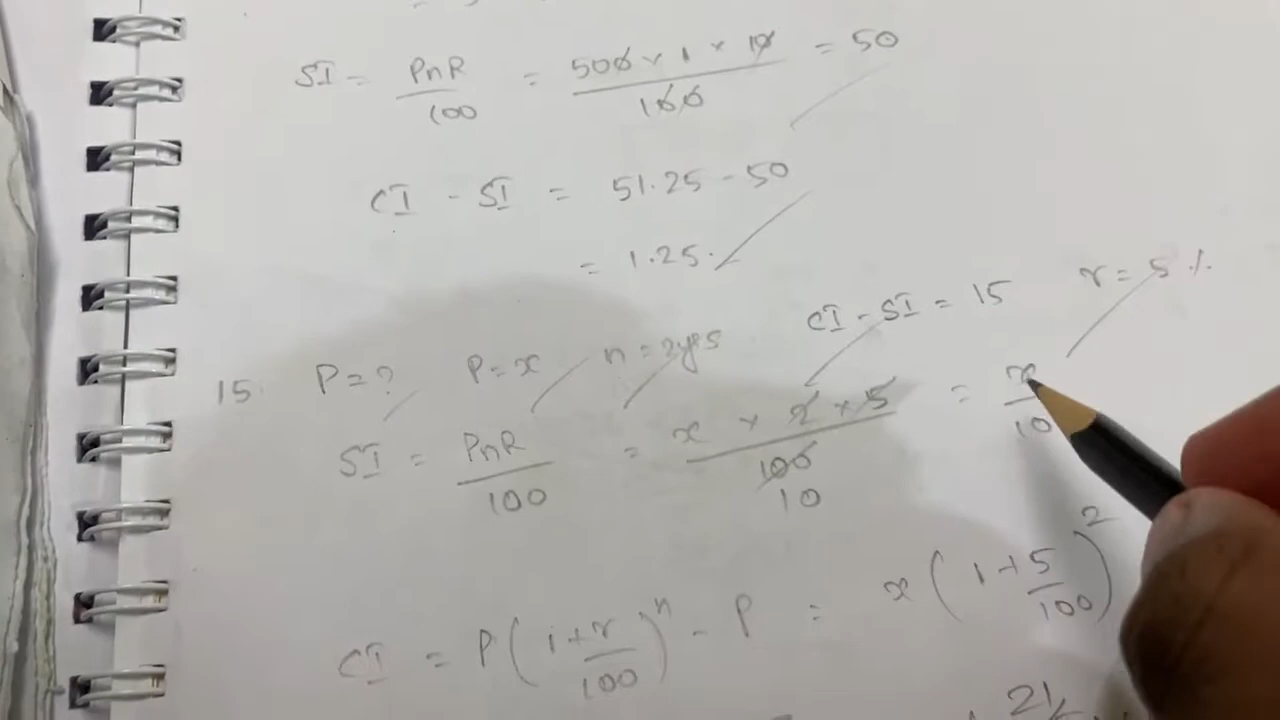 SI = PnR/100 = 500 × 1 × 10/100 = 50
CI - SI = 51.25 - 50
= 1.25.
CI - SI = 15 r = 5 %
15. P = ? P = x n = 2yrs
SI = PnR/100 = x × 2 × 5/100 = x/10
10
CI = P(1+r/100)^n - P = x(1+5/100)^2
21/